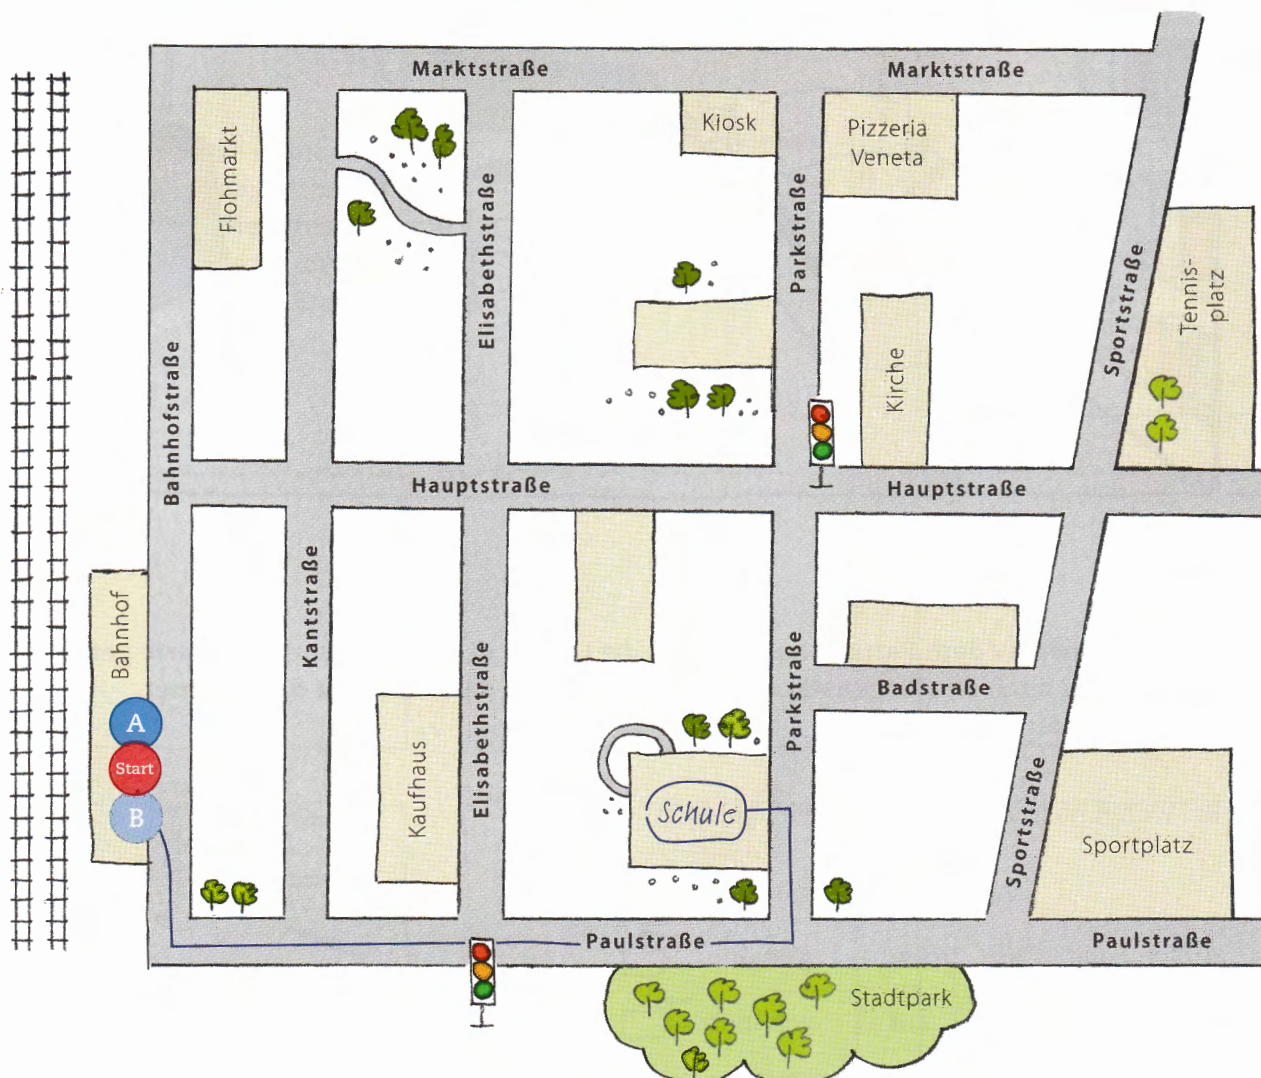 Marktstraße
Marktstraße
Flohmarkt
Kiosk
Pizzeria
Veneta
Elisabethstraße
Parkstraße
Sportstraße
Tennis-
platz
Kirche
Bahnhofstraße
Hauptstraße
Hauptstraße
Bahnhof
Kantstraße
Elisabethstraße
Parkstraße
Badstraße
A
Start
B
Kaufhaus
Schule
Sportstraße
Sportplatz
Paulstraße
Paulstraße
Stadtpark